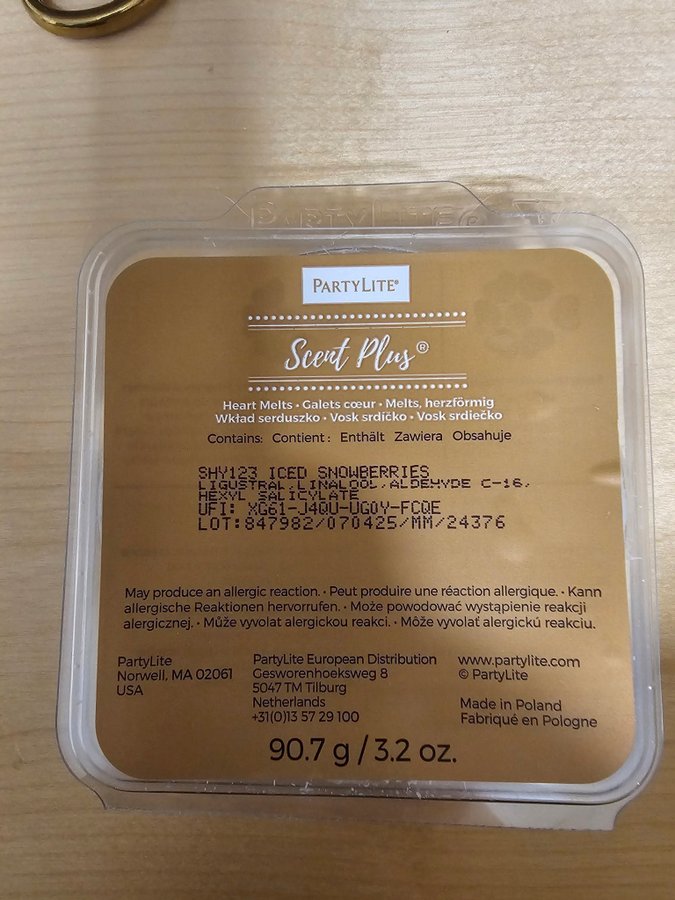 PARTYLITE®
PARTYLITE®
Scent Plus®
Heart Melts • Galets cœur • Melts, herzförmig
Wkład serduszko • Vosk srdíčko • Vosk srdiečko
Contains: Contient : Enthält Zawiera Obsahuje
SHY123 ICED SNOWBERRIES
LIGUSTRAL, LINALOOL, ALDEHYDE C-16,
HEXYL SALICYLATE
UFI: XG61-J4QU-UG0Y-FCQE
LOT:847982/070425/MM/24376
May produce an allergic reaction. • Peut produire une réaction allergique. • Kann
allergische Reaktionen hervorrufen. • Może powodować wystąpienie reakcji
alergicznej. • Může vyvolat alergickou reakci. • Môže vyvolať alergickú reakciu.
PartyLite
Norwell, MA 02061
USA
PartyLite European Distribution
Gesworenhoeksweg 8
5047 TM Tilburg
Netherlands
+31(0)13 57 29 100
www.partylite.com
© PartyLite
Made in Poland
Fabriqué en Pologne
90.7 g / 3.2 oz.